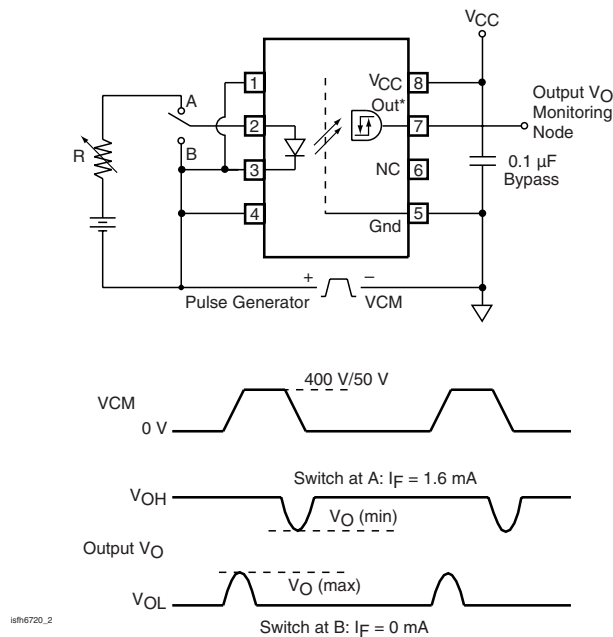 VCC
1
2
3
4
VCC
Out*
NC
Gnd
8
7
6
5
A
B
R
Output VO
Monitoring
Node
0.1 µF
Bypass
+
−
Pulse Generator
VCM
VCM
400 V/50 V
0 V
Switch at A: IF = 1.6 mA
VOH
VO (min)
Output VO
VO (max)
VOL
Switch at B: IF = 0 mA
isfh6720_2